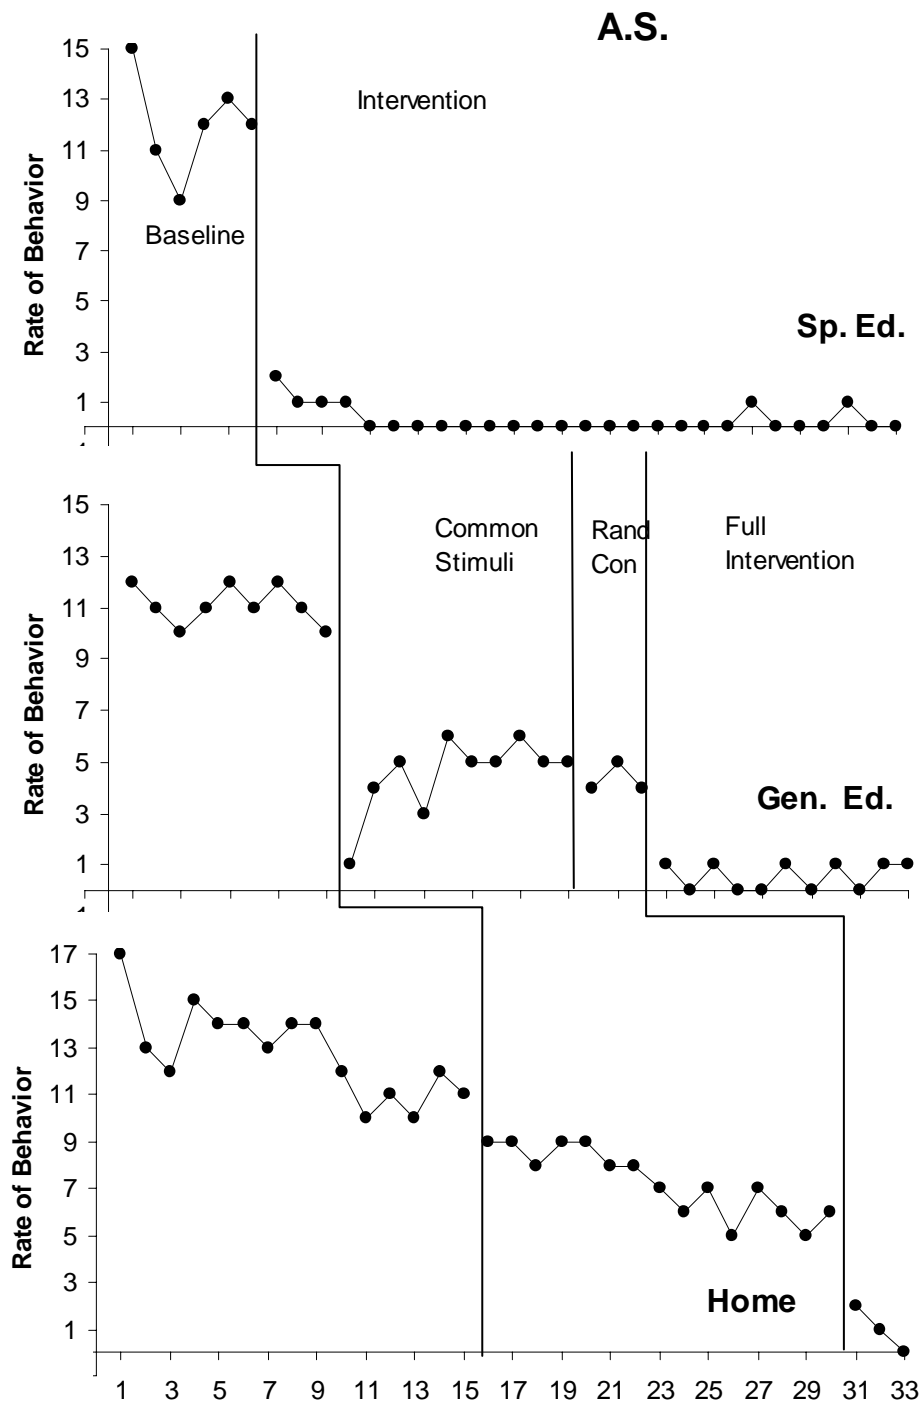 A.S.
15
13
11
9
7
5
3
1
Rate of Behavior
Intervention
Baseline
Sp. Ed.
15
13
11
9
7
5
3
1
Rate of Behavior
Common
Stimuli
Rand
Con
Full
Intervention
Gen. Ed.
17
15
13
11
9
7
5
3
1
Rate of Behavior
Home
1 3 5 7 9 11 13 15 17 19 21 23 25 27 29 31 33